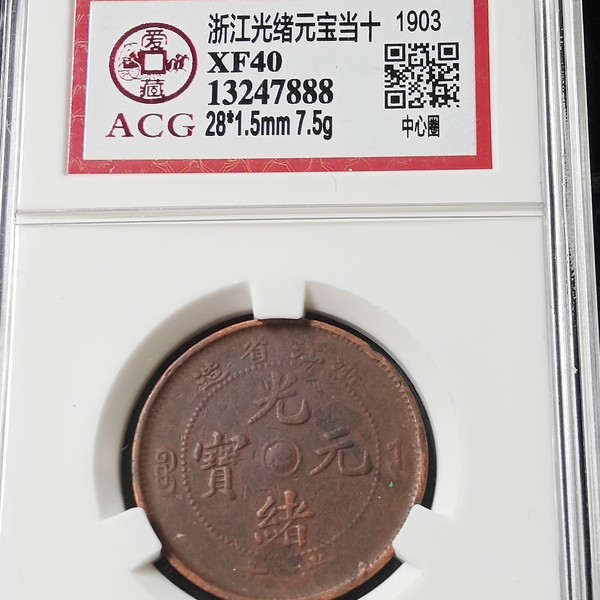 爱藏
ACG
浙江光绪元宝当十 1903
XF40
13247888
28*1.5mm 7.5g
中心圈
造省江浙
光
寶 元
緒